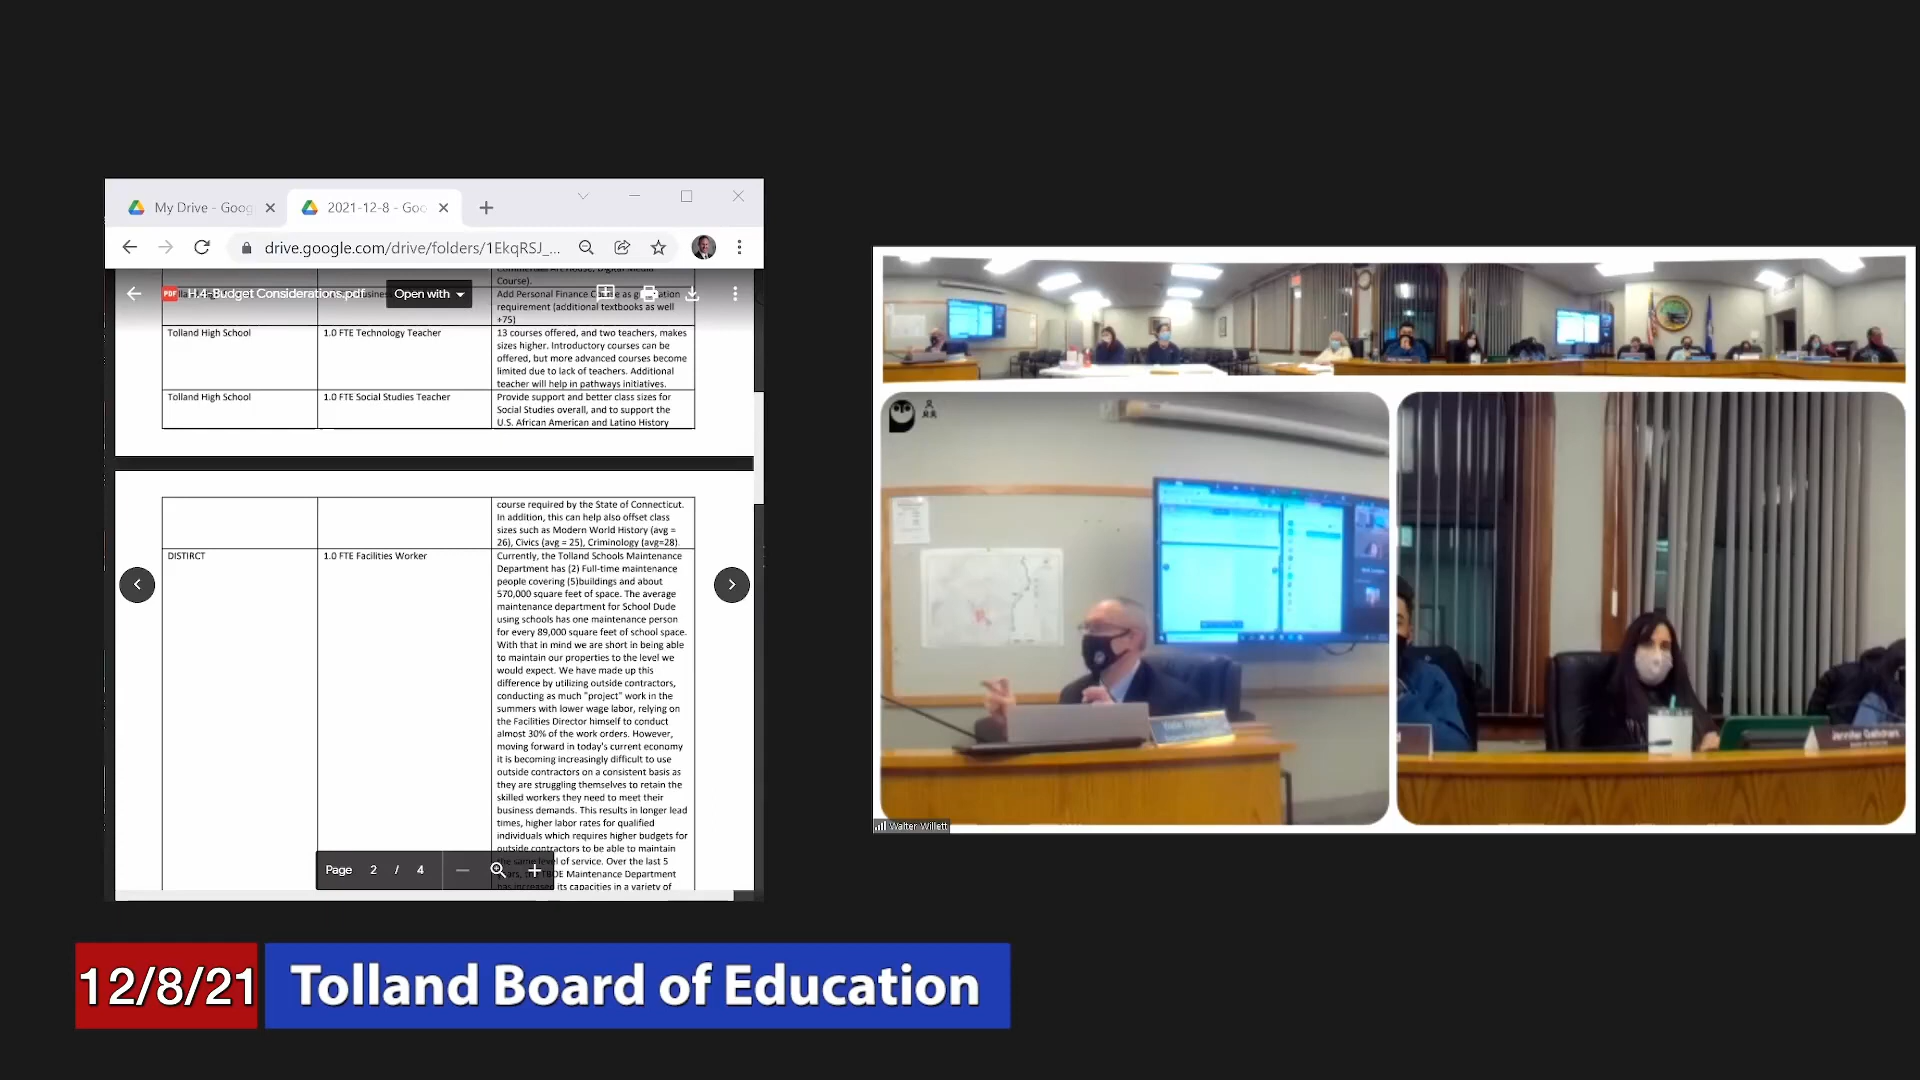 My Drive - Goog
2021-12-8 - Goo
drive.google.com/drive/folders/1EkqRSJ_...
Course).
H.4-Budget Considerations.pdf
Open with
Add Personal Finance
as
requirement (additional textbooks as well
+75)
Tolland High School
1.0 FTE Technology Teacher
13 courses offered, and two teachers, makes
sizes higher. Introductory courses can be
offered, but more advanced courses become
limited due to lack of teachers. Additional
teacher will help in pathways initiatives.
Tolland High School
1.0 FTE Social Studies Teacher
Provide support and better class sizes for
Social Studies overall, and to support the
U.S. African American and Latino History
course required by the State of Connecticut.
In addition, this can help also offset class
sizes such as Modern World History (avg =
26), Civics (avg = 25), Criminology (avg=28).
DISTIRCT
1.0 FTE Facilities Worker
Currently, the Tolland Schools Maintenance
Department has (2) Full-time maintenance
people covering (5)buildings and about
570,000 square feet of space. The average
maintenance department for School Dude
using schools has one maintenance person
for every 89,000 square feet of school space.
With that in mind we are short in being able
to maintain our properties to the level we
would expect. We have made up this
difference by utilizing outside contractors,
conducting as much "project" work in the
summers with lower wage labor, relying on
the Facilities Director himself to conduct
almost 30% of the work orders. However,
moving forward in today's current economy
it is becoming increasingly difficult to use
outside contractors on a consistent basis as
they are struggling themselves to retain the
skilled workers they need to meet their
business demands. This results in longer lead
times, higher labor rates for qualified
individuals which requires higher budgets for
outside contractors to be able to maintain
the same level of service. Over the last 5
Maintenance Department
has increased its capacities in a variety of
Page 2 / 4
Walter Willett
12/8/21
Tolland Board of Education